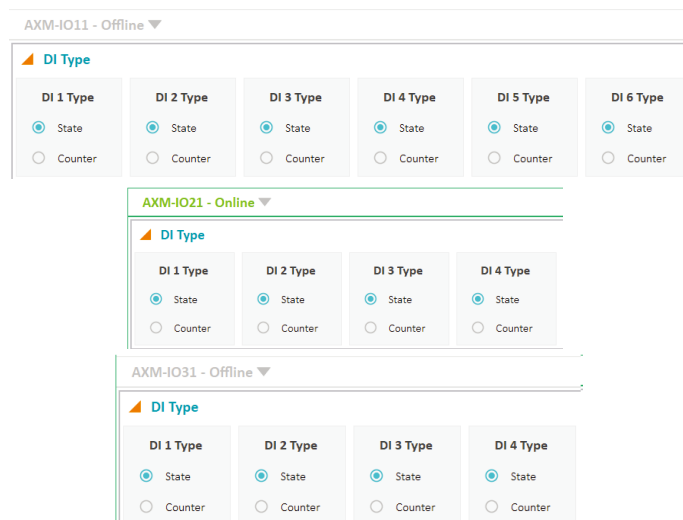 AXM-IO11 - Offline
DI Type
DI 1 Type DI 2 Type DI 3 Type DI 4 Type DI 5 Type DI 6 Type
State State State State State State
Counter Counter Counter Counter Counter Counter
AXM-IO21 - Online
DI Type
DI 1 Type DI 2 Type DI 3 Type DI 4 Type
State State State State
Counter Counter Counter Counter
AXM-IO31 - Offline
DI Type
DI 1 Type DI 2 Type DI 3 Type DI 4 Type
State State State State
Counter Counter Counter Counter